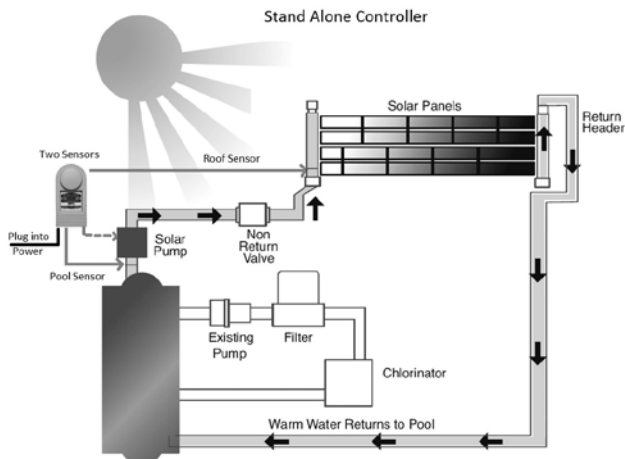 Stand Alone Controller
Solar Panels
Return
Header
Two Sensors
Roof Sensor
Plug into
Power
Solar
Pump
Non
Return
Valve
Pool Sensor
Existing
Pump
Filter
Chlorinator
Warm Water Returns to Pool